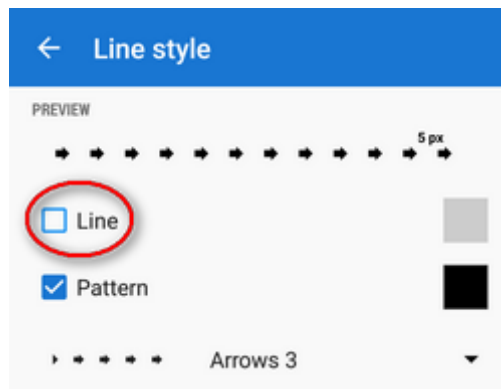 Line style
PREVIEW
5 px
Line
Pattern
Arrows 3